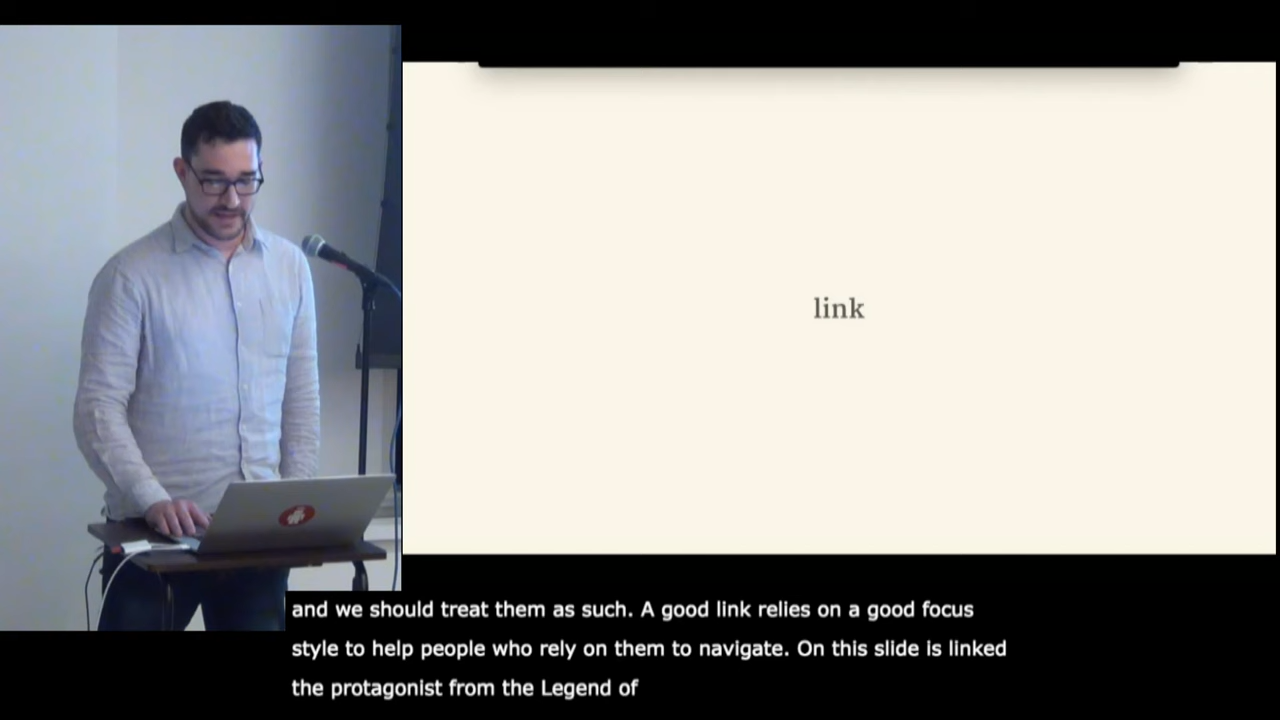 link
and we should treat them as such. A good link relies on a good focus
style to help people who rely on them to navigate. On this slide is linked
the protagonist from the Legend of